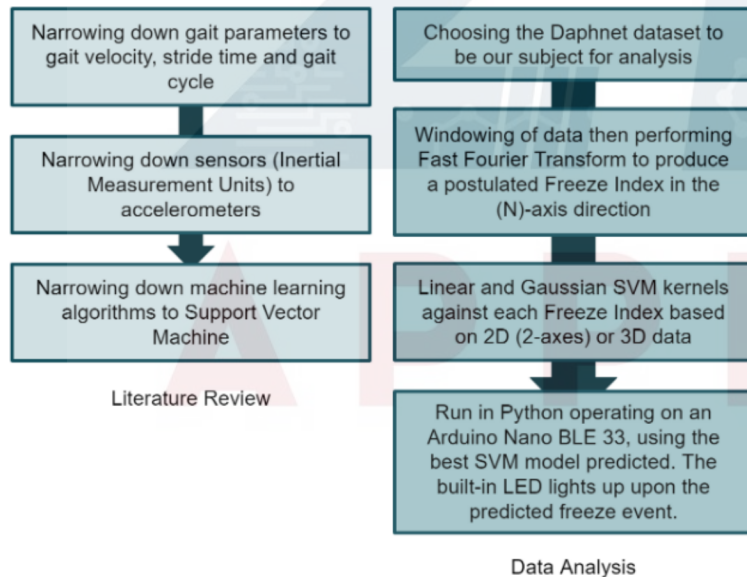 Narrowing down gait parameters to
gait velocity, stride time and gait
cycle
Narrowing down sensors (Inertial
Measurement Units) to
accelerometers
Narrowing down machine learning
algorithms to Support Vector
Machine
Literature Review
Choosing the Daphnet dataset to
be our subject for analysis
Windowing of data then performing
Fast Fourier Transform to produce
a postulated Freeze Index in the
(N)-axis direction
Linear and Gaussian SVM kernels
against each Freeze Index based
on 2D (2-axes) or 3D data
Run in Python operating on an
Arduino Nano BLE 33, using the
best SVM model predicted. The
built-in LED lights up upon the
predicted freeze event.
Data Analysis